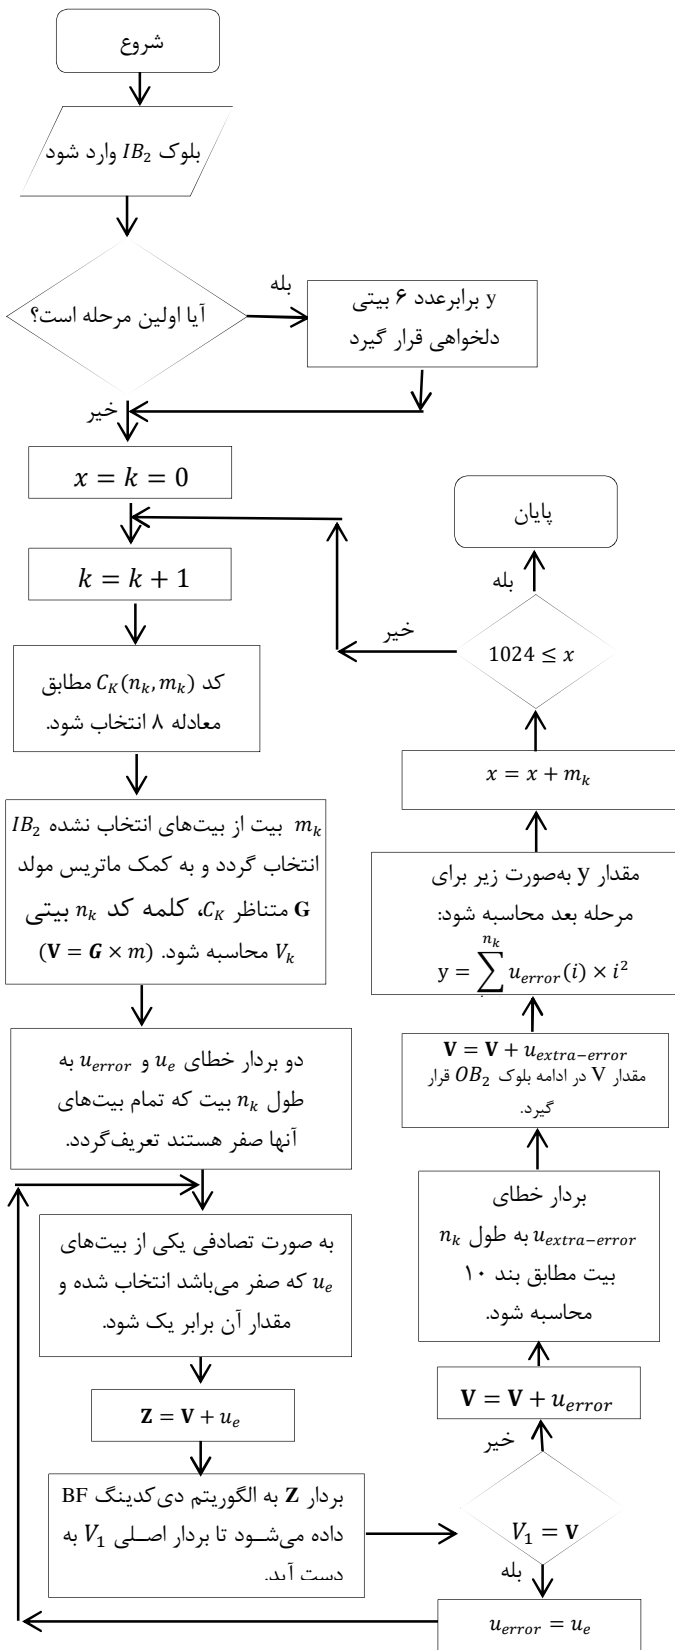 شروع
بلوک IB₂ وارد شود
آیا اولین مرحله است؟
بله
y برابرعدد ۶ بیتی
دلخواهی قرار گیرد
خیر
x = k = 0
k = k + 1
کد C_K(n_k, m_k) مطابق
معادله ۸ انتخاب شود.
m_k بیت از بیت‌های انتخاب نشده IB₂
انتخاب گردد و به کمک ماتریس مولد
G متناظر C_K، کلمه کد n_k بیتی
V_k محاسبه شود. (V = G × m)
دو بردار خطای u_e و u_error به
طول n_k بیت که تمام بیت‌های
آنها صفر هستند تعریف‌گردد.
به صورت تصادفی یکی از بیت‌های
u_e که صفر می‌باشد انتخاب شده و
مقدار آن برابر یک شود.
Z = V + u_e
بردار Z به الگوریتم دی‌کدینگ BF
داده می‌شـود تا بردار اصلـی V₁ به
دست آید.
V₁ = V
بله
u_error = u_e
خیر
V = V + u_error
بردار خطای
u_extra−error به طول n_k
بیت مطابق بند ۱۰
محاسبه شود.
V = V + u_extra−error
مقدار V در ادامه بلوک OB₂ قرار
گیرد.
مقدار y به‌صورت زیر برای
مرحله بعد محاسبه شود:
y = ∑^{n_k} u_error(i) × i²
x = x + m_k
1024 ≤ x
خیر
بله
پایان